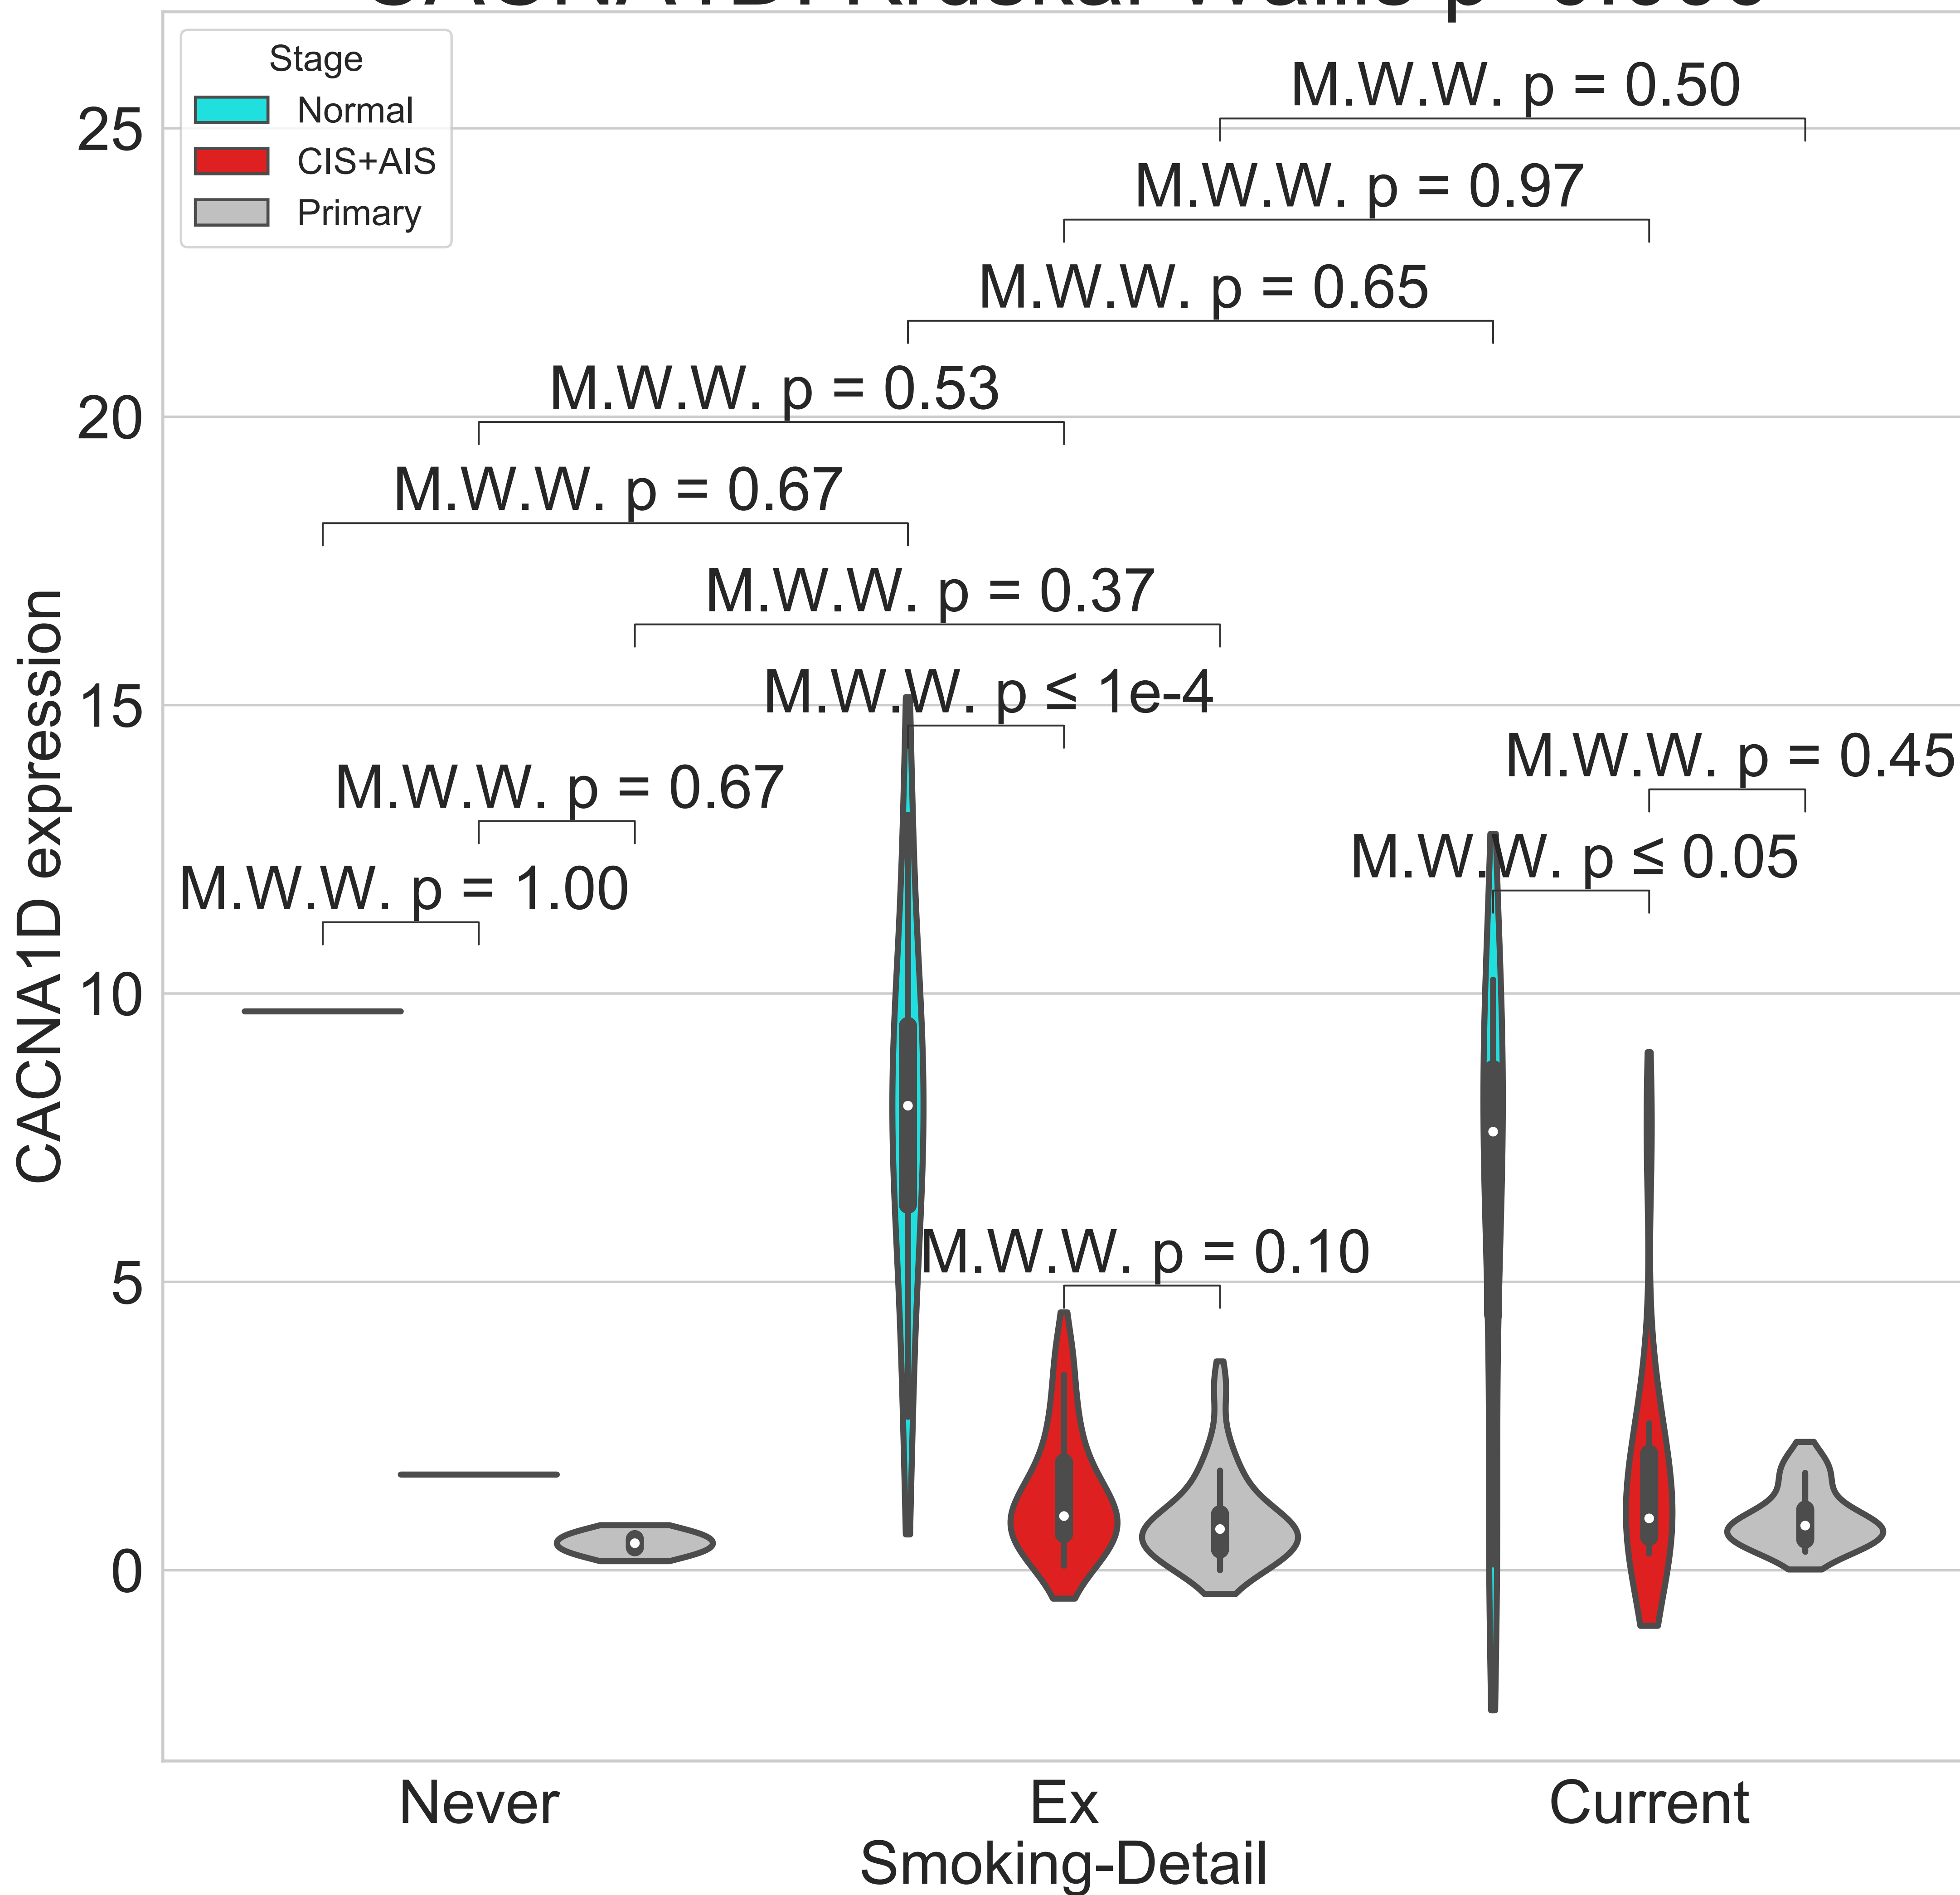 Stage
Normal
CIS+AIS
Primary
M.W.W. p = 0.50
M.W.W. p = 0.97
M.W.W. p = 0.65
M.W.W. p = 0.53
M.W.W. p = 0.67
M.W.W. p = 0.37
M.W.W. p ≤ 1e-4
M.W.W. p = 0.45
M.W.W. p = 0.67
M.W.W. p ≤ 0.05
M.W.W. p = 1.00
M.W.W. p = 0.10
25
20
15
10
5
0
CACNA1D expression
Never
Ex
Current
Smoking-Detail